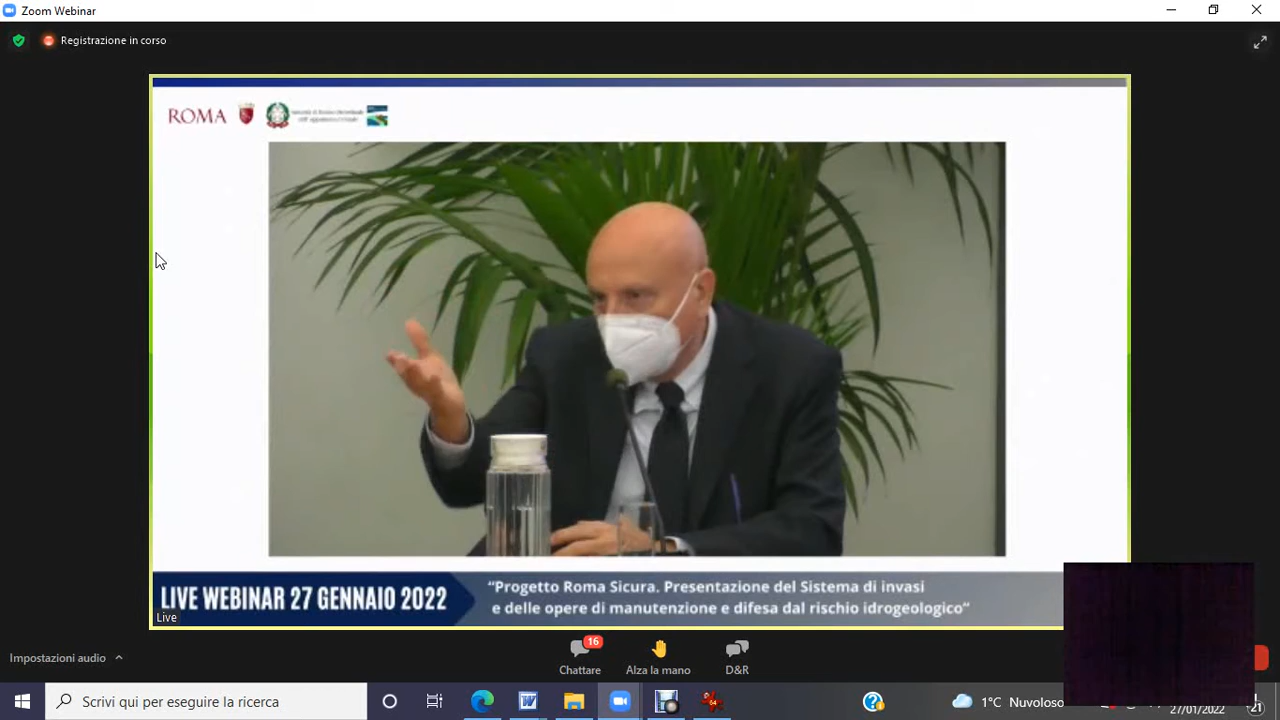 Zoom Webinar
Registrazione in corso
ROMA
LIVE WEBINAR 27 GENNAIO 2022
“Progetto Roma Sicura. Presentazione del Sistema di invasi
e delle opere di manutenzione e difesa dal rischio idrogeologico”
Live
Impostazioni audio
16
Chattare
Alza la mano
D&R
Scrivi qui per eseguire la ricerca
64
1°C Nuvoloso
27/01/2022
21